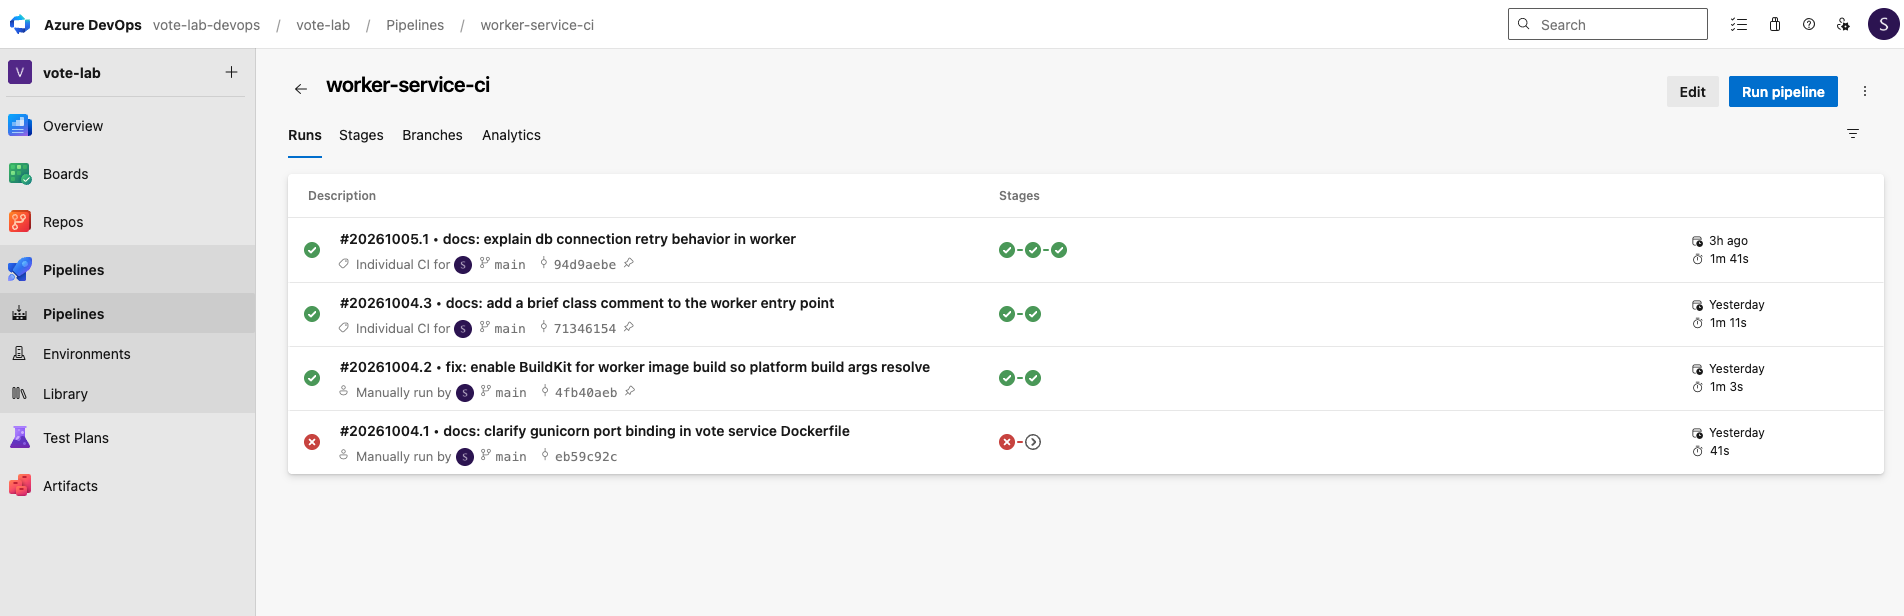 Azure DevOps vote-lab-devops / vote-lab / Pipelines / worker-service-ci
Search
S
V vote-lab
Overview
Boards
Repos
Pipelines
Pipelines
Environments
Library
Test Plans
Artifacts
worker-service-ci
Edit
Run pipeline
Runs Stages Branches Analytics
Description Stages
#20261005.1 • docs: explain db connection retry behavior in worker
Individual CI for S main 94d9aebe
3h ago
1m 41s
#20261004.3 • docs: add a brief class comment to the worker entry point
Individual CI for S main 71346154
Yesterday
1m 11s
#20261004.2 • fix: enable BuildKit for worker image build so platform build args resolve
Manually run by S main 4fb40aeb
Yesterday
1m 3s
#20261004.1 • docs: clarify gunicorn port binding in vote service Dockerfile
Manually run by S main eb59c92c
Yesterday
41s